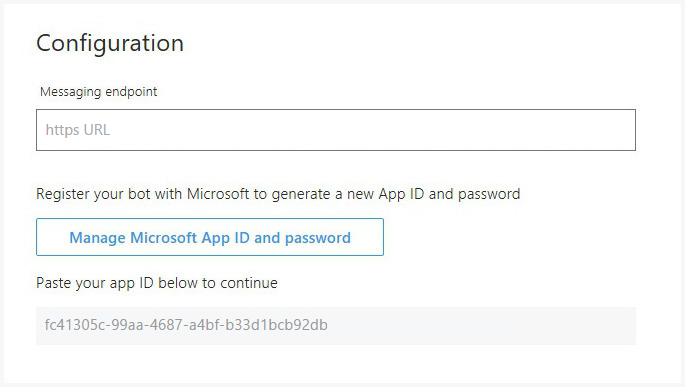 Configuration
Messaging endpoint
https URL
Register your bot with Microsoft to generate a new App ID and password
Manage Microsoft App ID and password
Paste your app ID below to continue
fc41305c-99aa-4687-a4bf-b33d1bcb92db